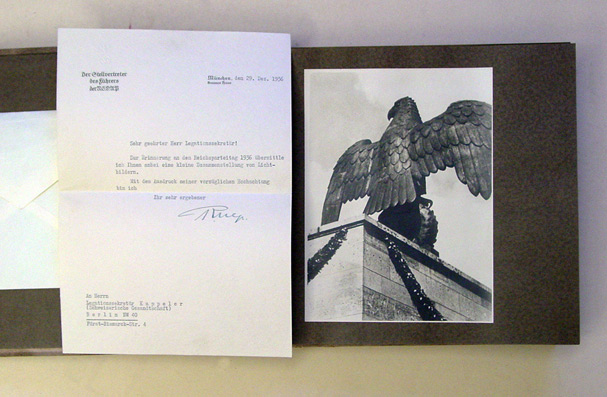 Der Stellvertreter
des Führers
der NSDAP.
München, den 29. Dez. 1936
Braunes Haus
Sehr geehrter Herr Legationssekretär!
Zur Erinnerung an den Reichsparteitag 1936 übermittle
ich Ihnen anbei eine kleine Zusammenstellung von Licht-
bildern.
Mit dem Ausdruck meiner vorzüglichen Hochachtung
bin ich
Ihr sehr ergebener
An Herrn
Legationssekretär Kappeler
(Schweizerische Gesandtschaft)
Berlin NW 40
Fürst-Bismarck-Str. 4